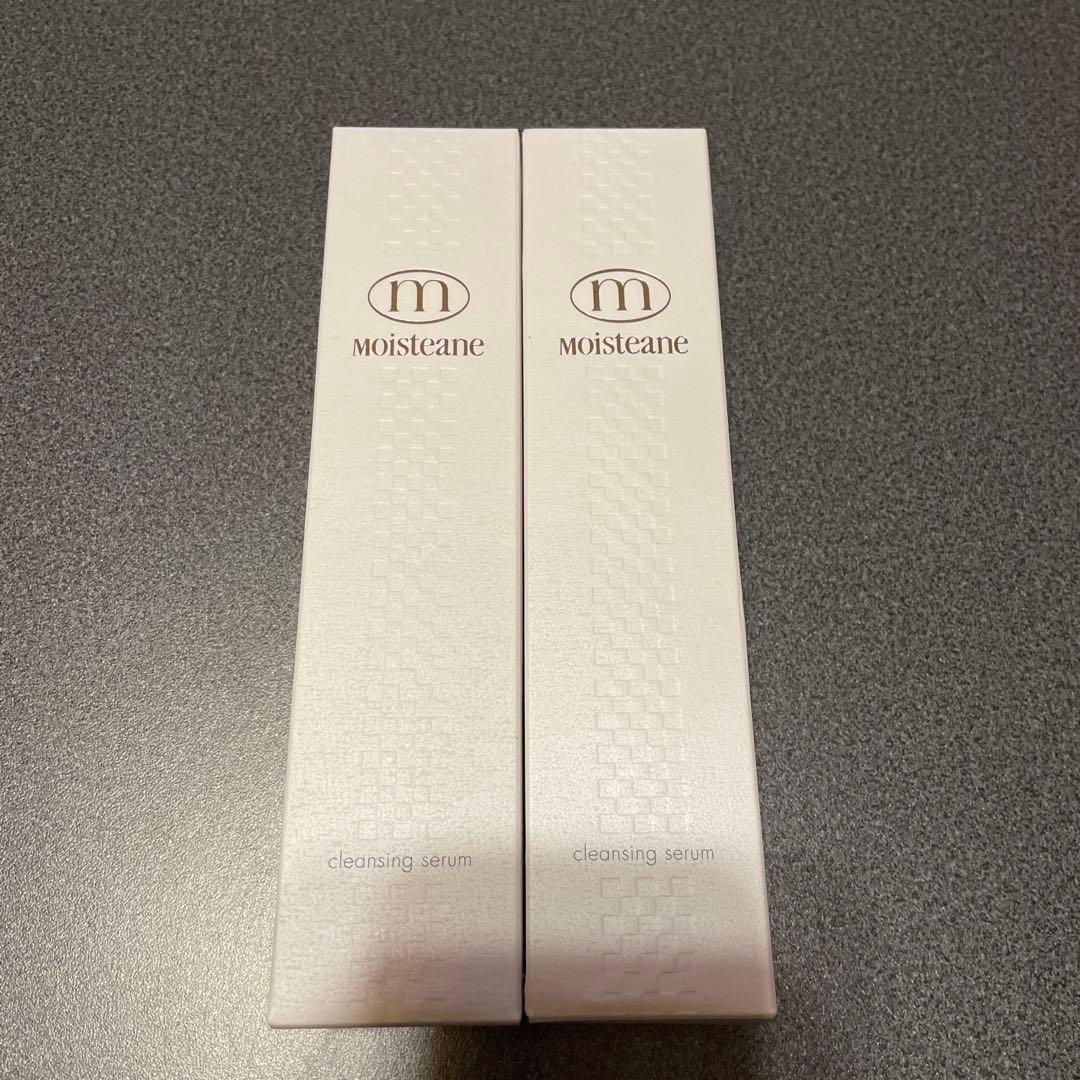 m
Moisteane
cleansing serum
m
Moisteane
cleansing serum